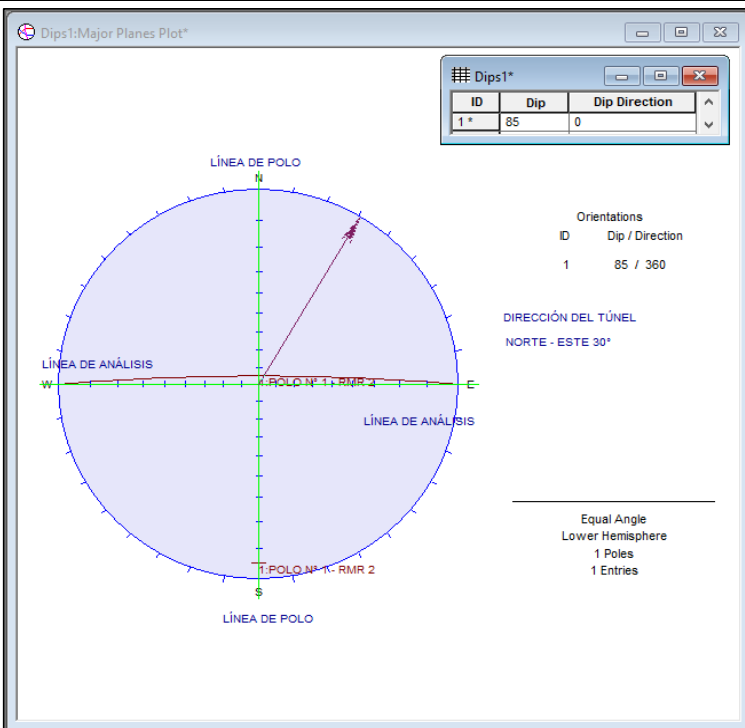 Dips1:Major Planes Plot*
Dips1*
ID Dip Dip Direction
1 * 85 0
LÍNEA DE POLO
N
Orientations
ID Dip / Direction
1 85 / 360
DIRECCIÓN DEL TÚNEL
NORTE - ESTE 30°
LÍNEA DE ANÁLISIS
W
1:POLO N° 1 - RMR 2
E
LÍNEA DE ANÁLISIS
Equal Angle
Lower Hemisphere
1 Poles
1 Entries
1:POLO N° 1 - RMR 2
S
LÍNEA DE POLO